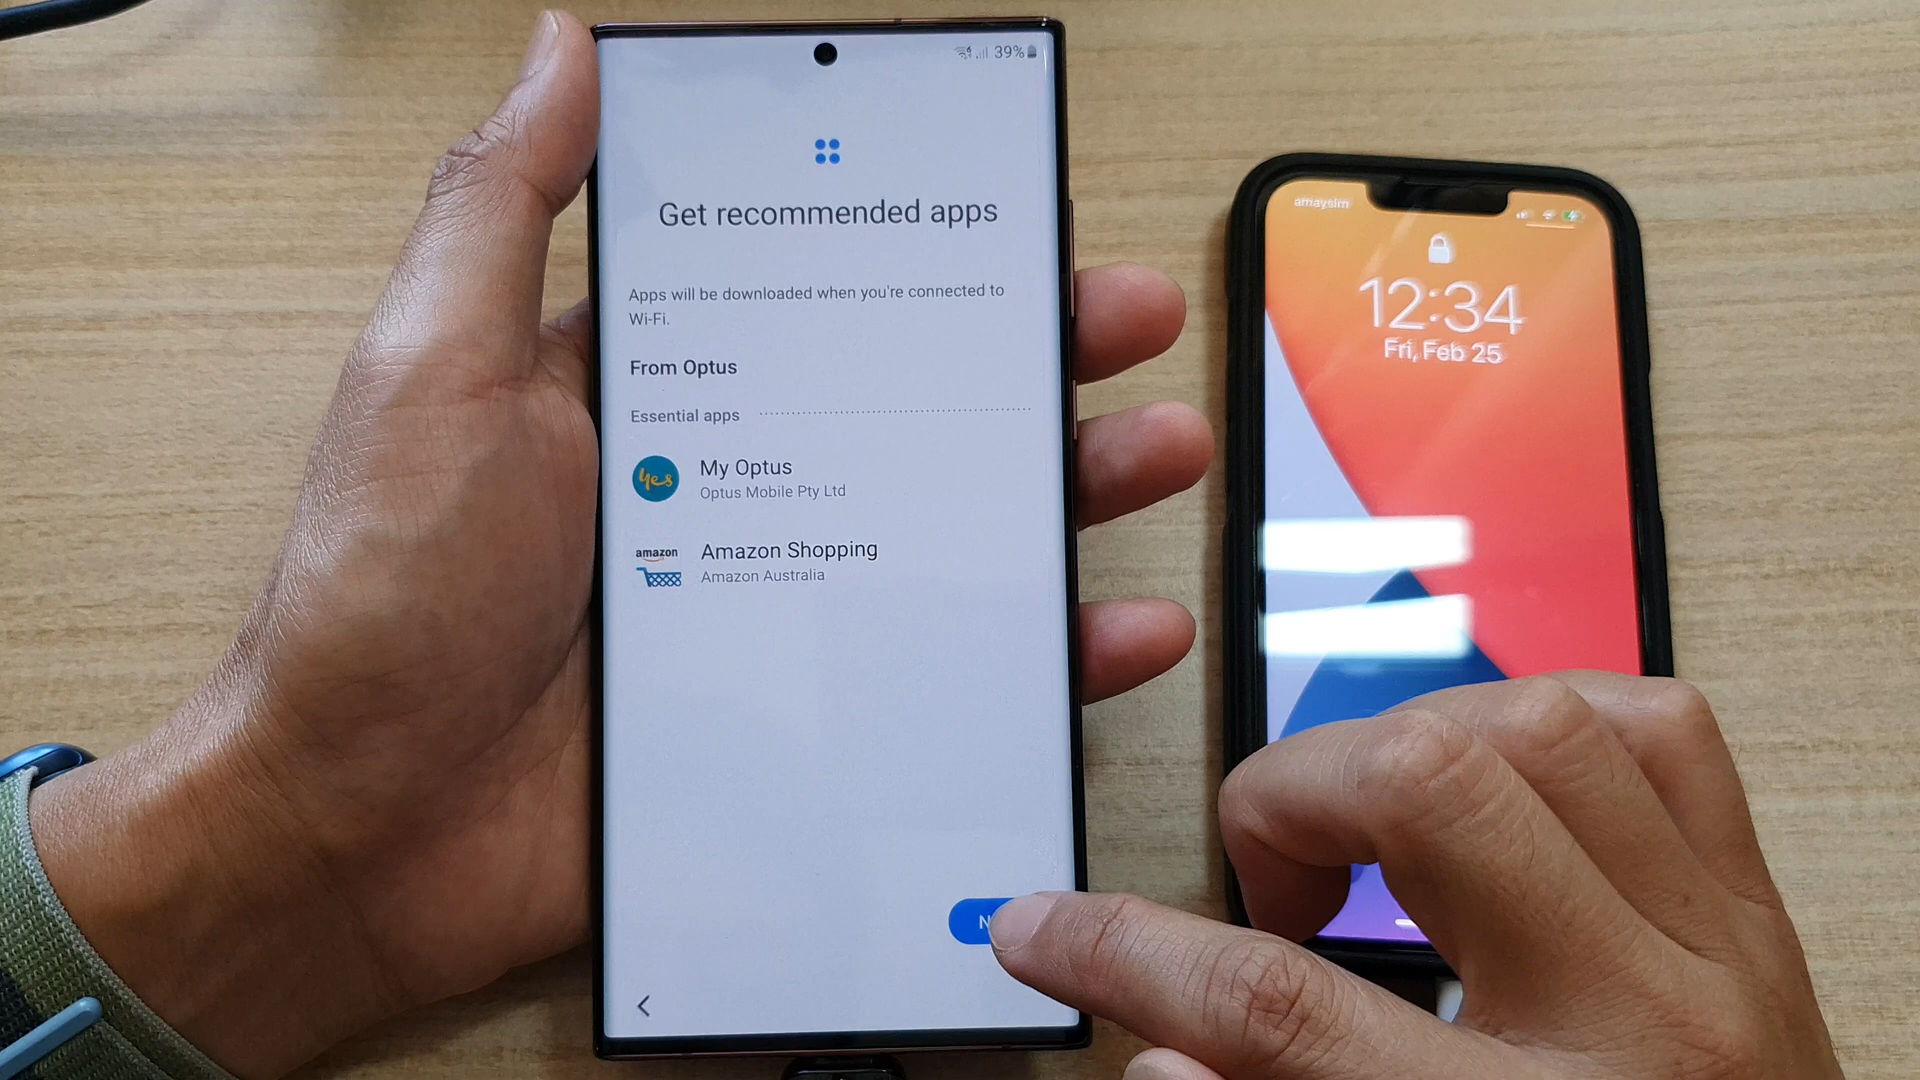 39%
Get recommended apps
Apps will be downloaded when you're connected to
Wi-Fi.
From Optus
Essential apps
yes
My Optus
Optus Mobile Pty Ltd
amazon
Amazon Shopping
Amazon Australia
N
amaysim
12:34
Fri, Feb 25